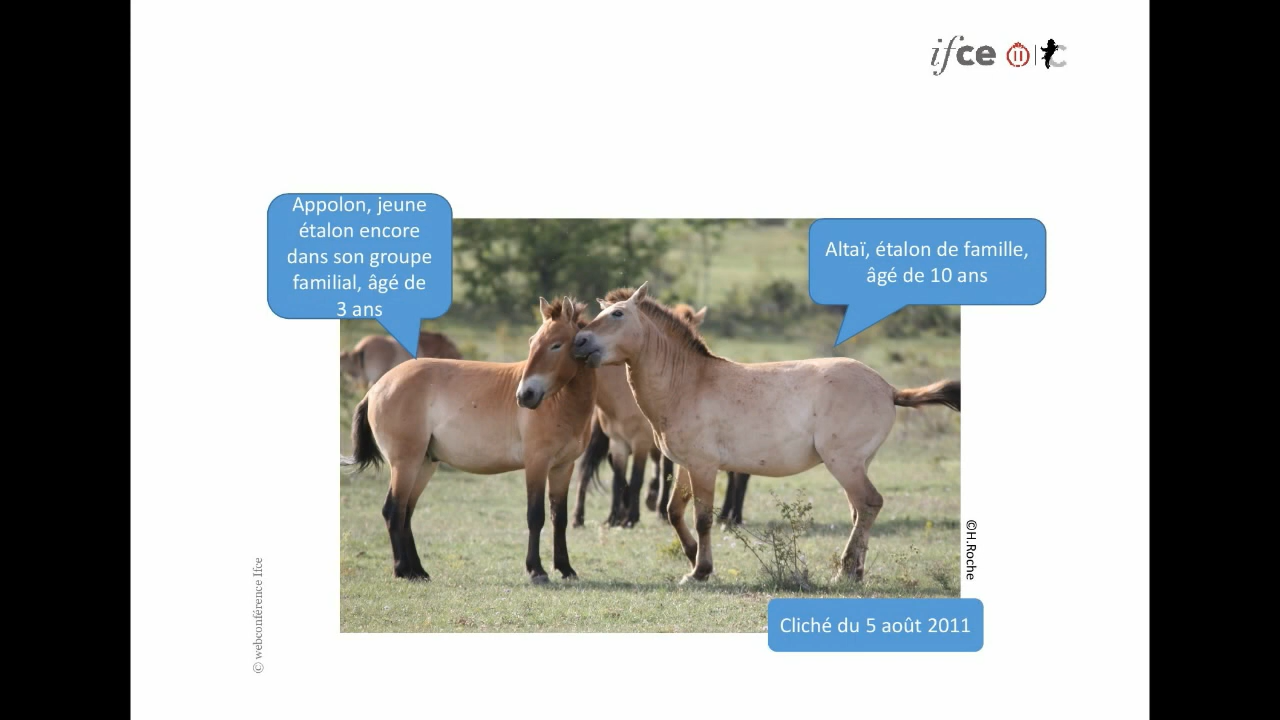 ifce
Appolon, jeune
étalon encore
dans son groupe
familial, âgé de
3 ans
Altaï, étalon de famille,
âgé de 10 ans
©H.Roche
Cliché du 5 août 2011
© webconférence Ifce